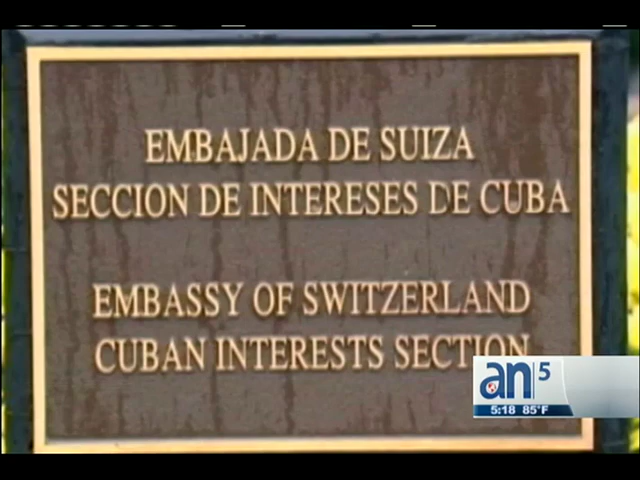 EMBAJADA DE SUIZA
SECCION DE INTERESES DE CUBA
EMBASSY OF SWITZERLAND
CUBAN INTERESTS SECTION
an5
5:18 85°F